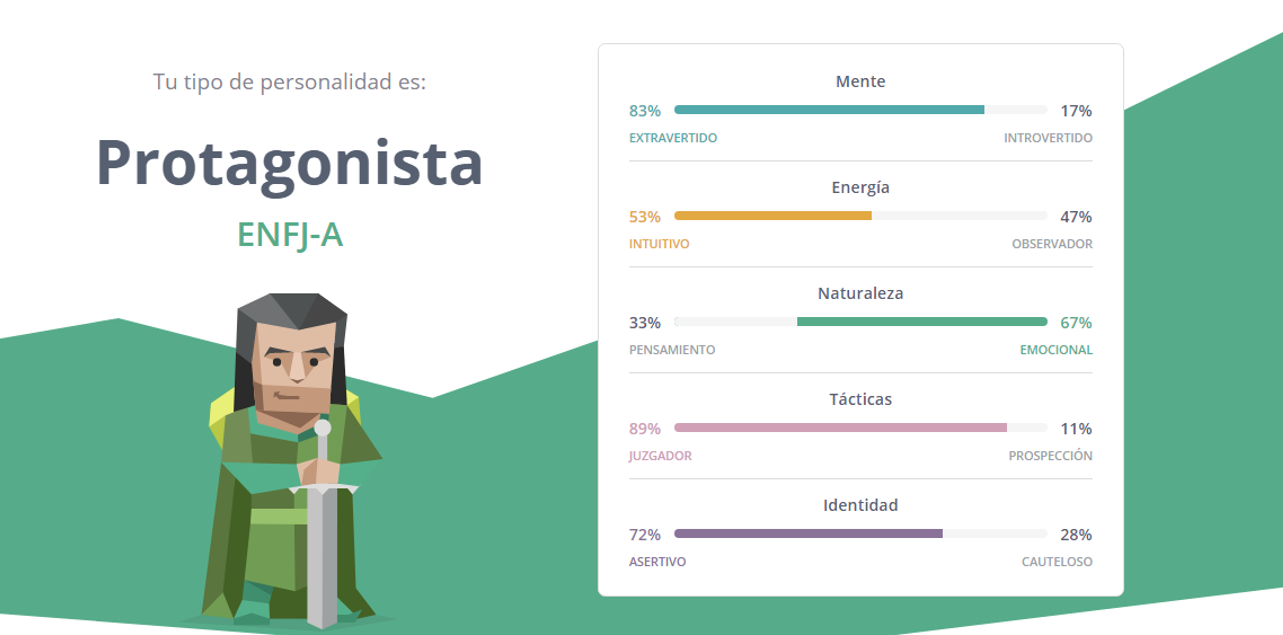 Tu tipo de personalidad es:
Protagonista
ENFJ-A
Mente
83% 17%
EXTRAVERTIDO INTROVERTIDO
Energía
53% 47%
INTUITIVO OBSERVADOR
Naturaleza
33% 67%
PENSAMIENTO EMOCIONAL
Tácticas
89% 11%
JUZGADOR PROSPECCIÓN
Identidad
72% 28%
ASERTIVO CAUTELOSO